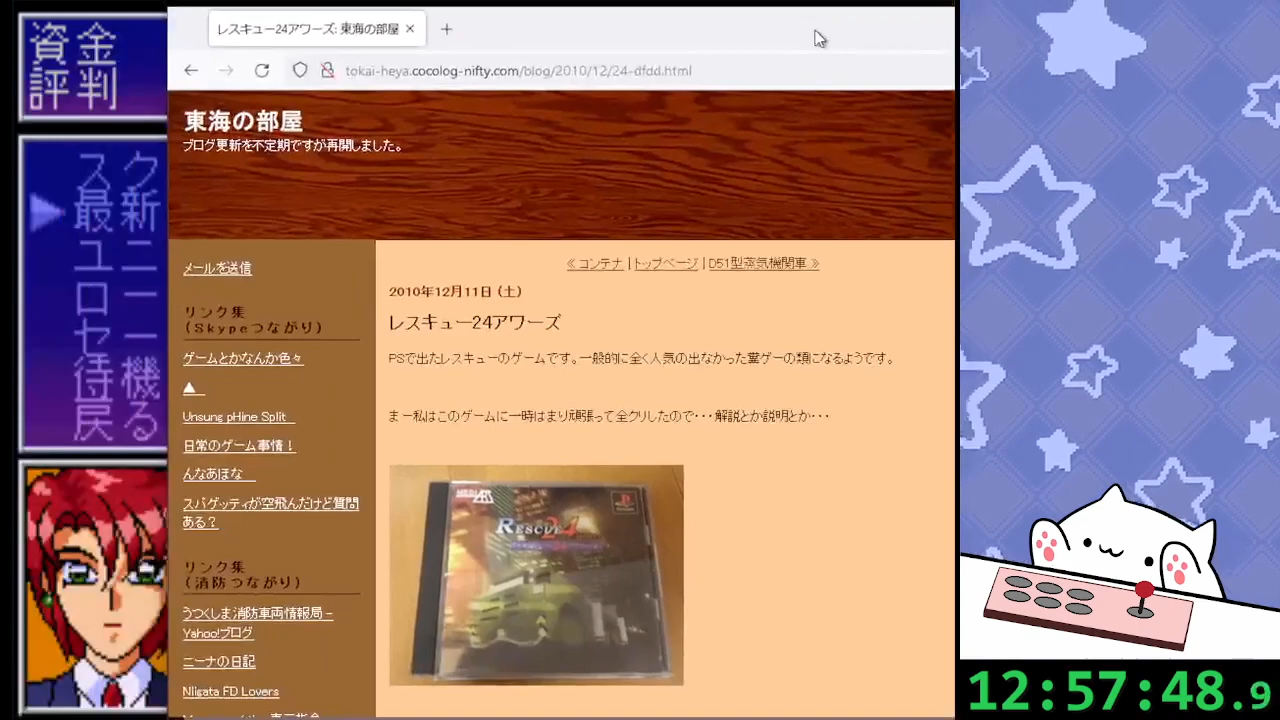 資金
評判
スク
最新
ユニ
ロー
セー
待機
戻る
レスキュー24アワーズ: 東海の部屋
tokai-heya.cocolog-nifty.com/blog/2010/12/24-dfdd.html
東海の部屋
ブログ更新を不定期ですが再開しました。
メールを送信
リンク集
(Skypeつながり)
ゲームとかなんか色々
▲
Unsung pHine Split
日常のゲーム事情！
んなあほな
スパゲッティが空飛んだけど質問
ある？
リンク集
(消防つながり)
うつくしま消防車両情報局－
Yahoo!ブログ
ニーナの日記
Niigata FD Lovers
« コンテナ | トップページ | D51型蒸気機関車 »
2010年12月11日 (土)
レスキュー24アワーズ
PSで出たレスキューのゲームです。一般的に全く人気の出なかった糞ゲーの類になるようです。
まー私はこのゲームに一時はまり頑張って全クリしたので・・・解説とか説明とか・・・
RESCUE24
12:57:48.9